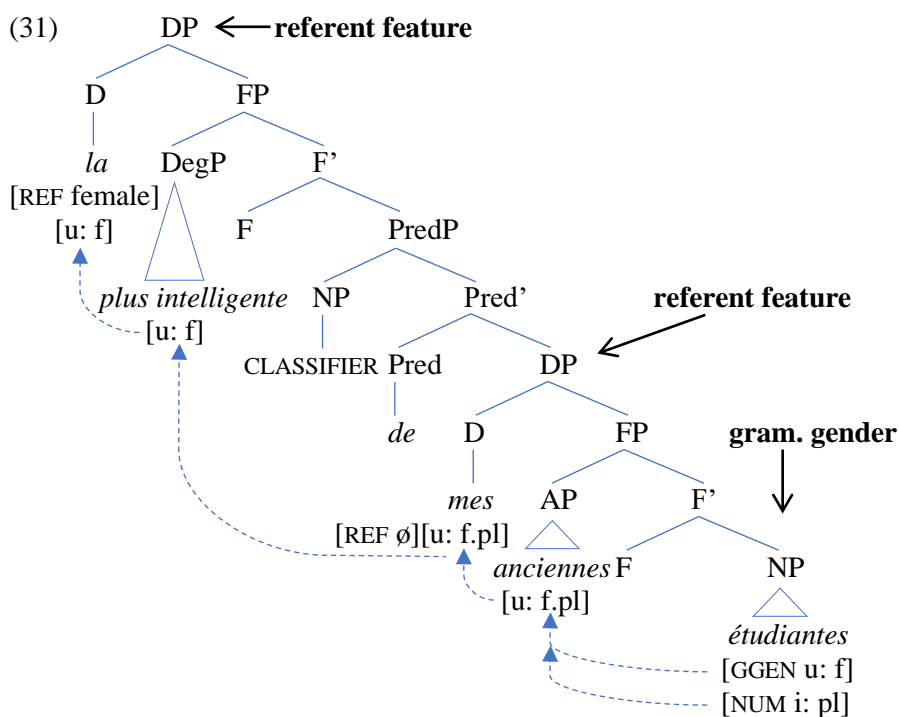 (31) DP referent feature
D FP
la DegP F’
[REF female] F PredP
[u: f]
plus intelligente NP Pred’ referent feature
[u: f]
CLASSIFIER Pred DP
de D FP gram. gender
mes AP F’
[REF ø][u: f.pl]
anciennes F NP
[u: f.pl]
étudiantes
[GGEN u: f]
[NUM i: pl]